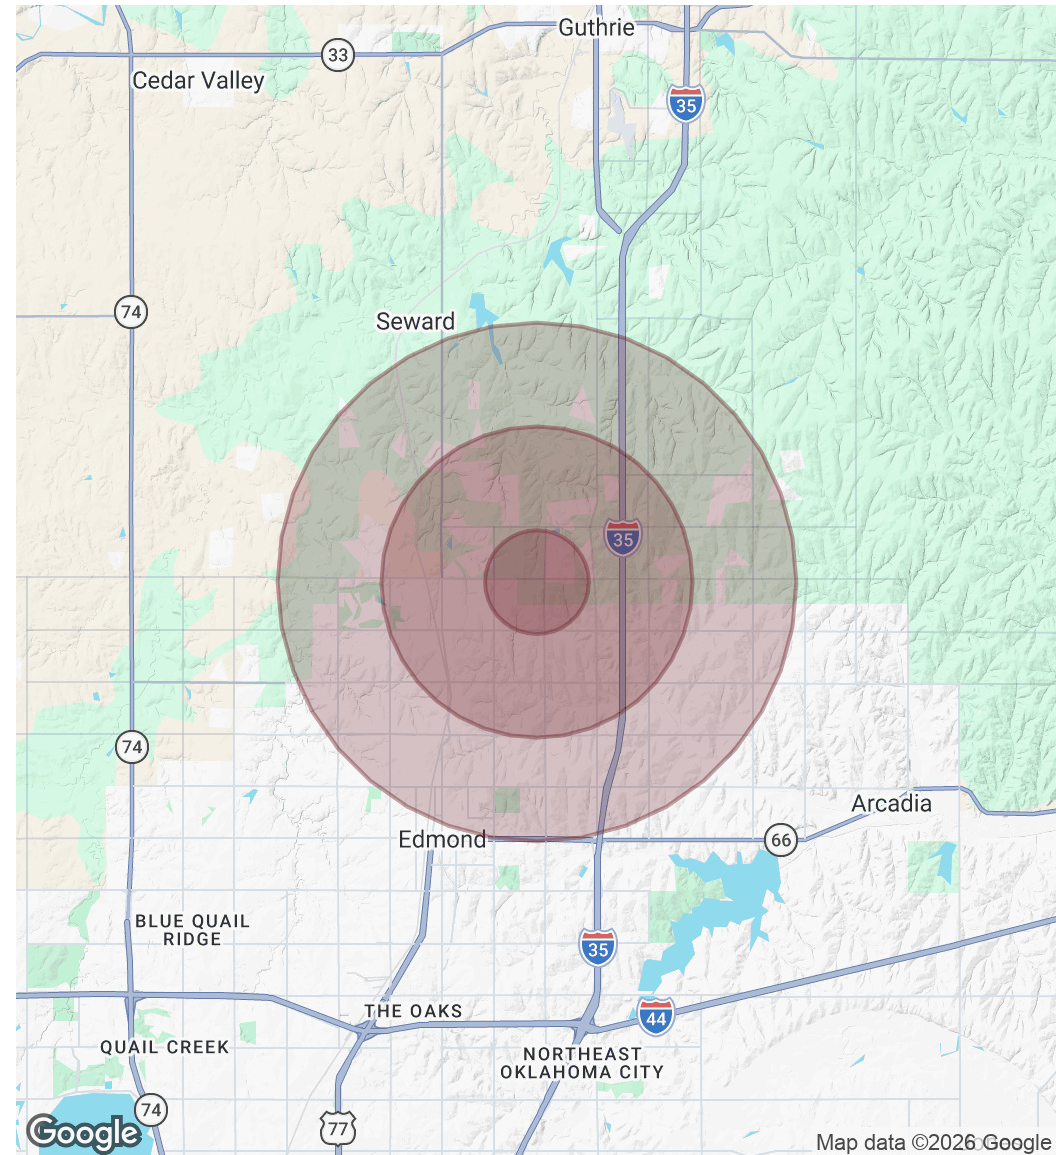 Guthrie
33
Cedar Valley
35
74
Seward
35
74
Arcadia
Edmond
66
BLUE QUAIL
RIDGE
35
THE OAKS
44
QUAIL CREEK
NORTHEAST
OKLAHOMA CITY
74
77
Google
Map data ©2026 Google